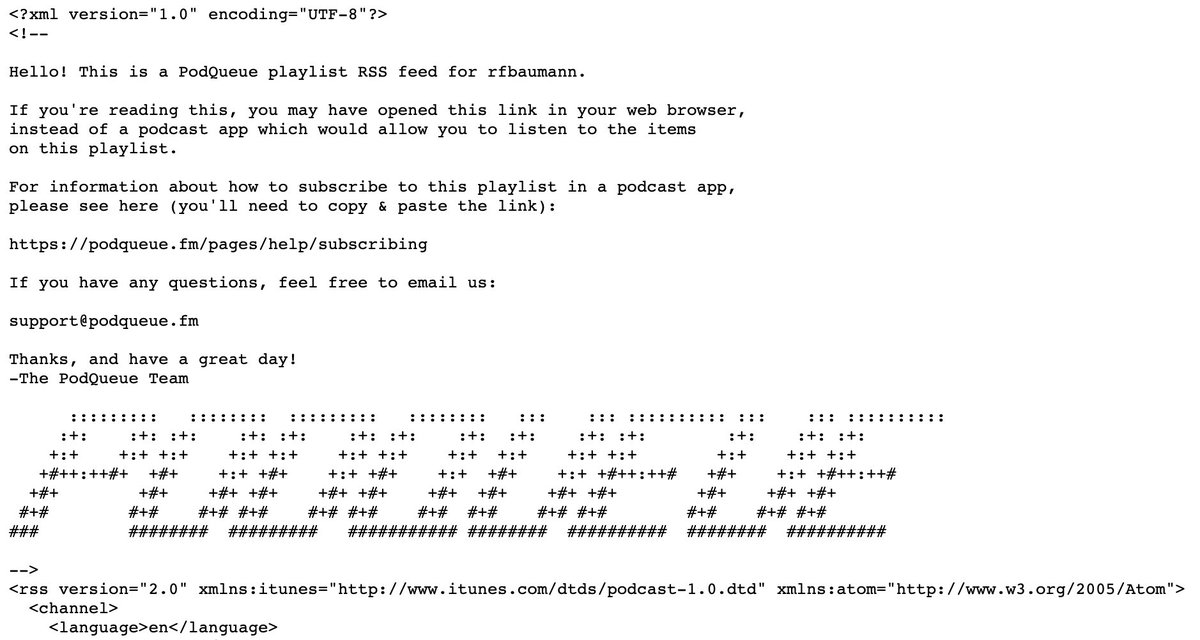 <?xml version="1.0" encoding="UTF-8"?>
<!--
Hello! This is a PodQueue playlist RSS feed for rfbaumann.
If you're reading this, you may have opened this link in your web browser,
instead of a podcast app which would allow you to listen to the items
on this playlist.
For information about how to subscribe to this playlist in a podcast app,
please see here (you'll need to copy & paste the link):
https://podqueue.fm/pages/help/subscribing
If you have any questions, feel free to email us:
support@podqueue.fm
Thanks, and have a great day!
-The PodQueue Team
      :::::::::   ::::::::  :::::::::   ::::::::   :::    ::: :::::::::: :::    ::: ::::::::::
     :+:    :+: :+:    :+: :+:    :+: :+:    :+:  :+:    :+: :+:        :+:    :+: :+:
    +:+    +:+ +:+    +:+ +:+    +:+ +:+    +:+  +:+    +:+ +:+        +:+    +:+ +:+
   +#++:++#+  +#+    +:+ +#+    +:+ +#+    +:+  +#+    +:+ +#++:++#   +#+    +:+ +#++:++#
  +#+        +#+    +#+ +#+    +#+ +#+    +#+  +#+    +#+ +#+        +#+    +#+ +#+
 #+#        #+#    #+# #+#    #+# #+#    #+#  #+#    #+# #+#        #+#    #+# #+#
###         ########  #########   ########### ########  ##########  ########  ##########
-->
<rss version="2.0" xmlns:itunes="http://www.itunes.com/dtds/podcast-1.0.dtd" xmlns:atom="http://www.w3.org/2005/Atom">
  <channel>
    <language>en</language>